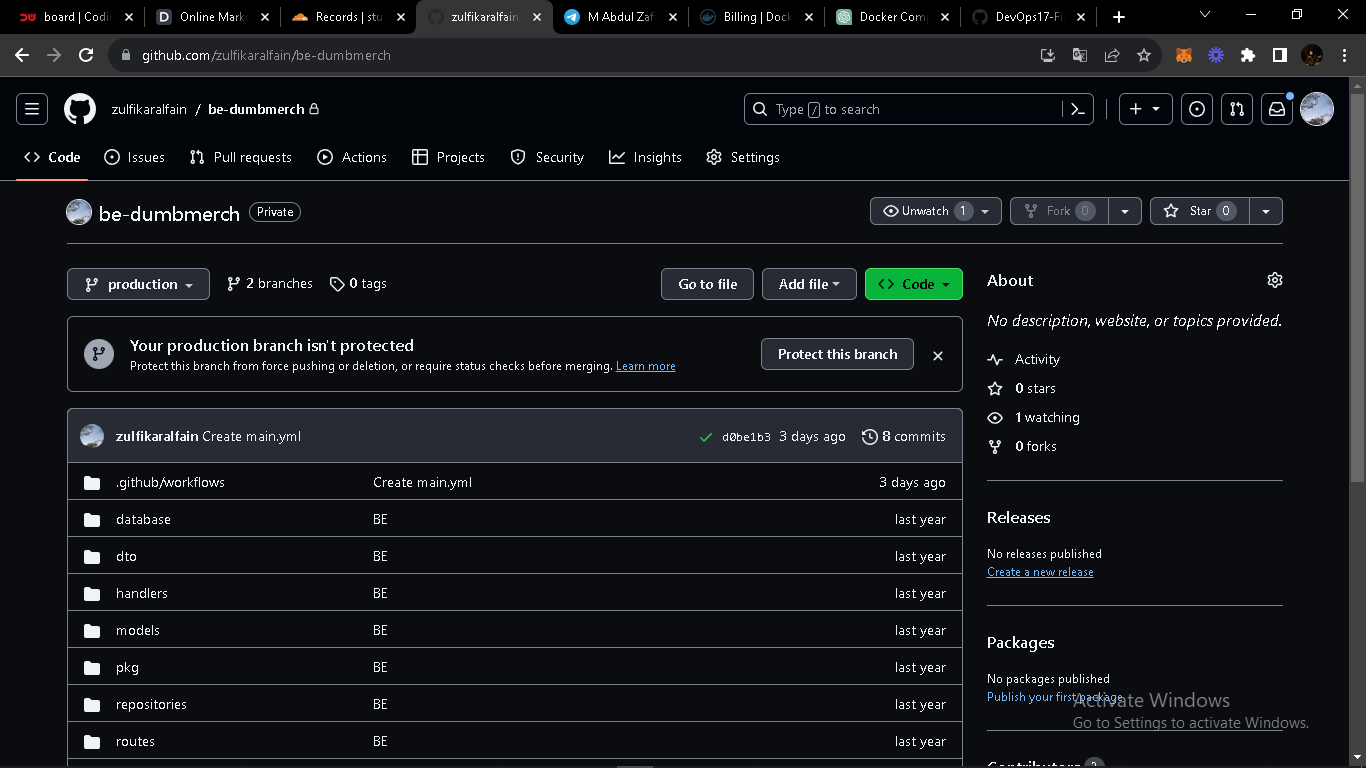 board | Codi
Online Mark
Records | stu
zulfikaralfain
M Abdul Zaf
Billing | Dock
Docker Com
DevOps17-Fi
github.com/zulfikaralfain/be-dumbmerch
zulfikaralfain / be-dumbmerch
Type / to search
Code
Issues
Pull requests
Actions
Projects
Security
Insights
Settings
be-dumbmerch Private
Unwatch 1
Fork 0
Star 0
production
2 branches
0 tags
Go to file
Add file
Code
Your production branch isn't protected
Protect this branch from force pushing or deletion, or require status checks before merging. Learn more
Protect this branch
zulfikaralfain Create main.yml
d0be1b3 3 days ago
8 commits
.github/workflows Create main.yml 3 days ago
database BE last year
dto BE last year
handlers BE last year
models BE last year
pkg BE last year
repositories BE last year
routes BE last year
About
No description, website, or topics provided.
Activity
0 stars
1 watching
0 forks
Releases
No releases published
Create a new release
Packages
No packages published
Publish your first package
Activate Windows
Go to Settings to activate Windows.
Contributors 2